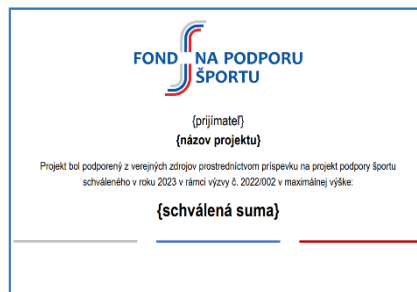 FOND NA PODPORU
ŠPORTU
{prijímateľ}
{názov projektu}
Projekt bol podporený z verejných zdrojov prostredníctvom príspevku na projekt podpory športu
schváleného v roku 2023 v rámci výzvy č. 2022/002 v maximálnej výške:
{schválená suma}